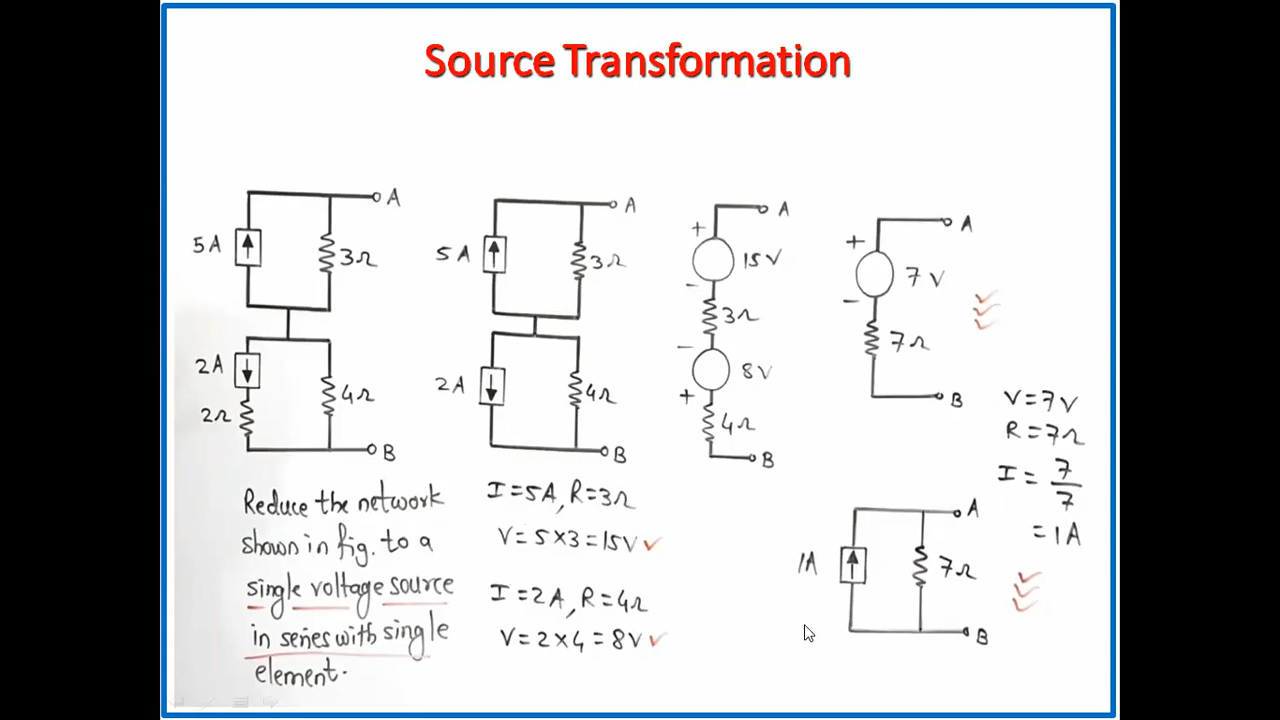 Source Transformation
A
5A
3Ω
2A
2Ω
4Ω
B
Reduce the network
shown in fig. to a
single voltage source
in series with single
element.
A
5A
3Ω
2A
4Ω
B
I=5A, R=3Ω
V=5×3=15V
I=2A, R=4Ω
V=2×4=8V
A
+
15V
-
3Ω
-
8V
+
4Ω
B
A
+
7V
-
7Ω
B
V=7V
R=7Ω
I=7/7
=1A
A
1A
7Ω
B